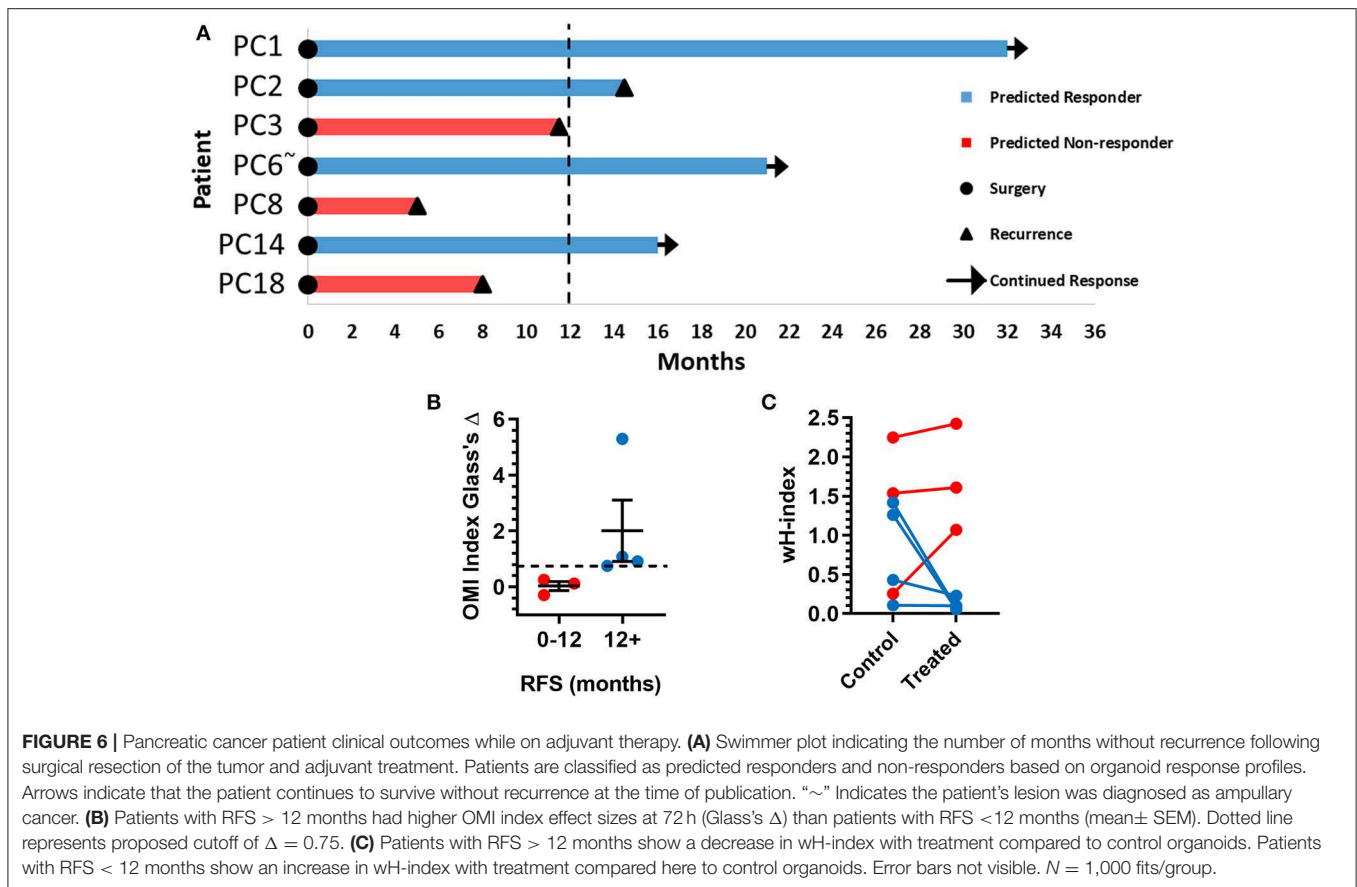 A
Patient
PC1
PC2
PC3
PC6~
PC8
PC14
PC18
Predicted Responder
Predicted Non-responder
Surgery
Recurrence
Continued Response
0 2 4 6 8 10 12 14 16 18 20 22 24 26 28 30 32 34 36
Months
B
OMI Index Glass's Δ
6
4
2
0
0-12 12+
RFS (months)
C
wH-index
2.5
2.0
1.5
1.0
0.5
0.0
Control
Treated
FIGURE 6 | Pancreatic cancer patient clinical outcomes while on adjuvant therapy. (A) Swimmer plot indicating the number of months without recurrence following
surgical resection of the tumor and adjuvant treatment. Patients are classified as predicted responders and non-responders based on organoid response profiles.
Arrows indicate that the patient continues to survive without recurrence at the time of publication. “~” Indicates the patient’s lesion was diagnosed as ampullary
cancer. (B) Patients with RFS > 12 months had higher OMI index effect sizes at 72 h (Glass’s Δ) than patients with RFS <12 months (mean± SEM). Dotted line
represents proposed cutoff of Δ = 0.75. (C) Patients with RFS > 12 months show a decrease in wH-index with treatment compared to control organoids. Patients
with RFS < 12 months show an increase in wH-index with treatment compared here to control organoids. Error bars not visible. N = 1,000 fits/group.